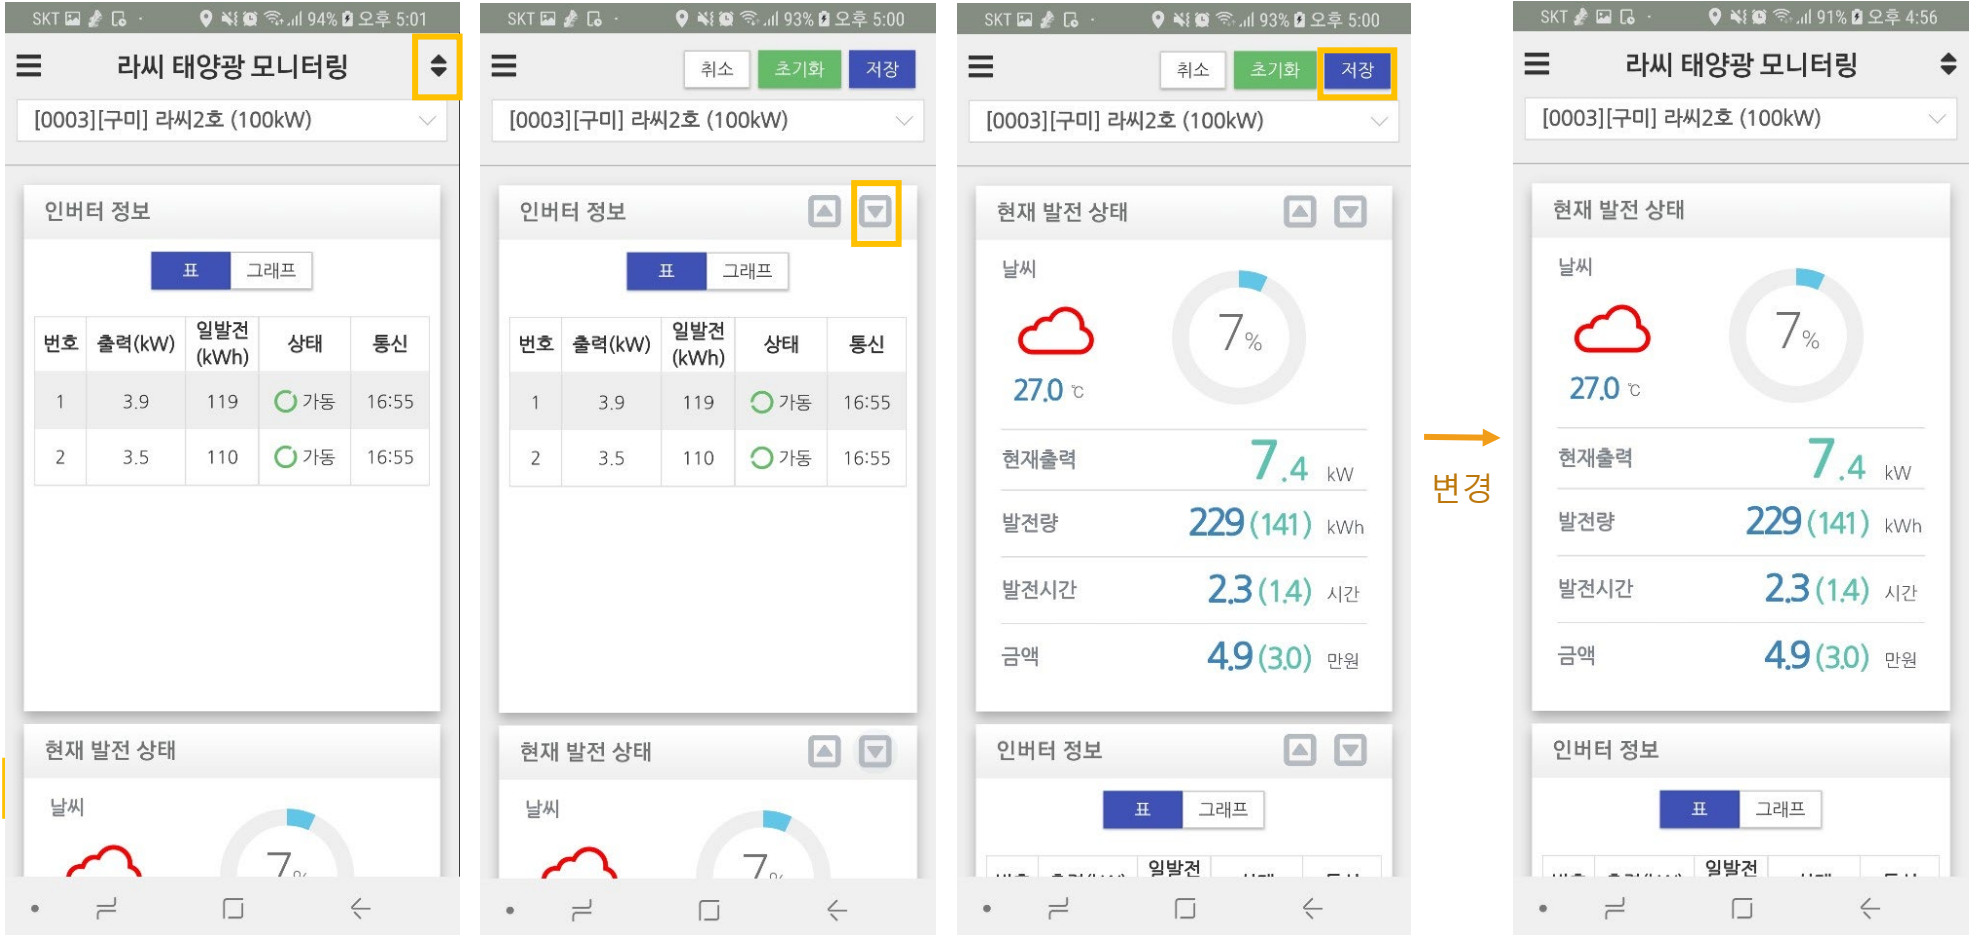 SKT 94% 오후 5:01
라씨 태양광 모니터링
[0003][구미] 라씨2호 (100kW)
인버터 정보
표 그래프
번호 출력(kW) 일발전(kWh) 상태 통신
1 3.9 119 가동 16:55
2 3.5 110 가동 16:55
현재 발전 상태
날씨
7%
SKT 93% 오후 5:00
취소 초기화 저장
[0003][구미] 라씨2호 (100kW)
인버터 정보
표 그래프
번호 출력(kW) 일발전(kWh) 상태 통신
1 3.9 119 가동 16:55
2 3.5 110 가동 16:55
현재 발전 상태
날씨
7%
SKT 93% 오후 5:00
취소 초기화 저장
[0003][구미] 라씨2호 (100kW)
현재 발전 상태
날씨
7%
27.0 ℃
현재출력 7.4 kW
발전량 229(141) kWh
발전시간 2.3(1.4) 시간
금액 4.9(3.0) 만원
인버터 정보
표 그래프
일발전
변경
SKT 91% 오후 4:56
라씨 태양광 모니터링
[0003][구미] 라씨2호 (100kW)
현재 발전 상태
날씨
7%
27.0 ℃
현재출력 7.4 kW
발전량 229(141) kWh
발전시간 2.3(1.4) 시간
금액 4.9(3.0) 만원
인버터 정보
표 그래프
일발전